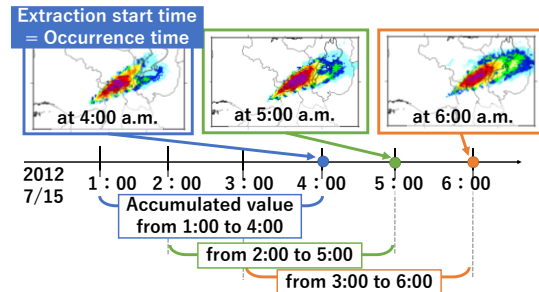 Extraction start time
= Occurrence time
at 4:00 a.m.
at 5:00 a.m.
at 6:00 a.m.
2012
7/15
1：00
2：00
3：00
4：00
5：00
6：00
Accumulated value
from 1:00 to 4:00
from 2:00 to 5:00
from 3:00 to 6:00